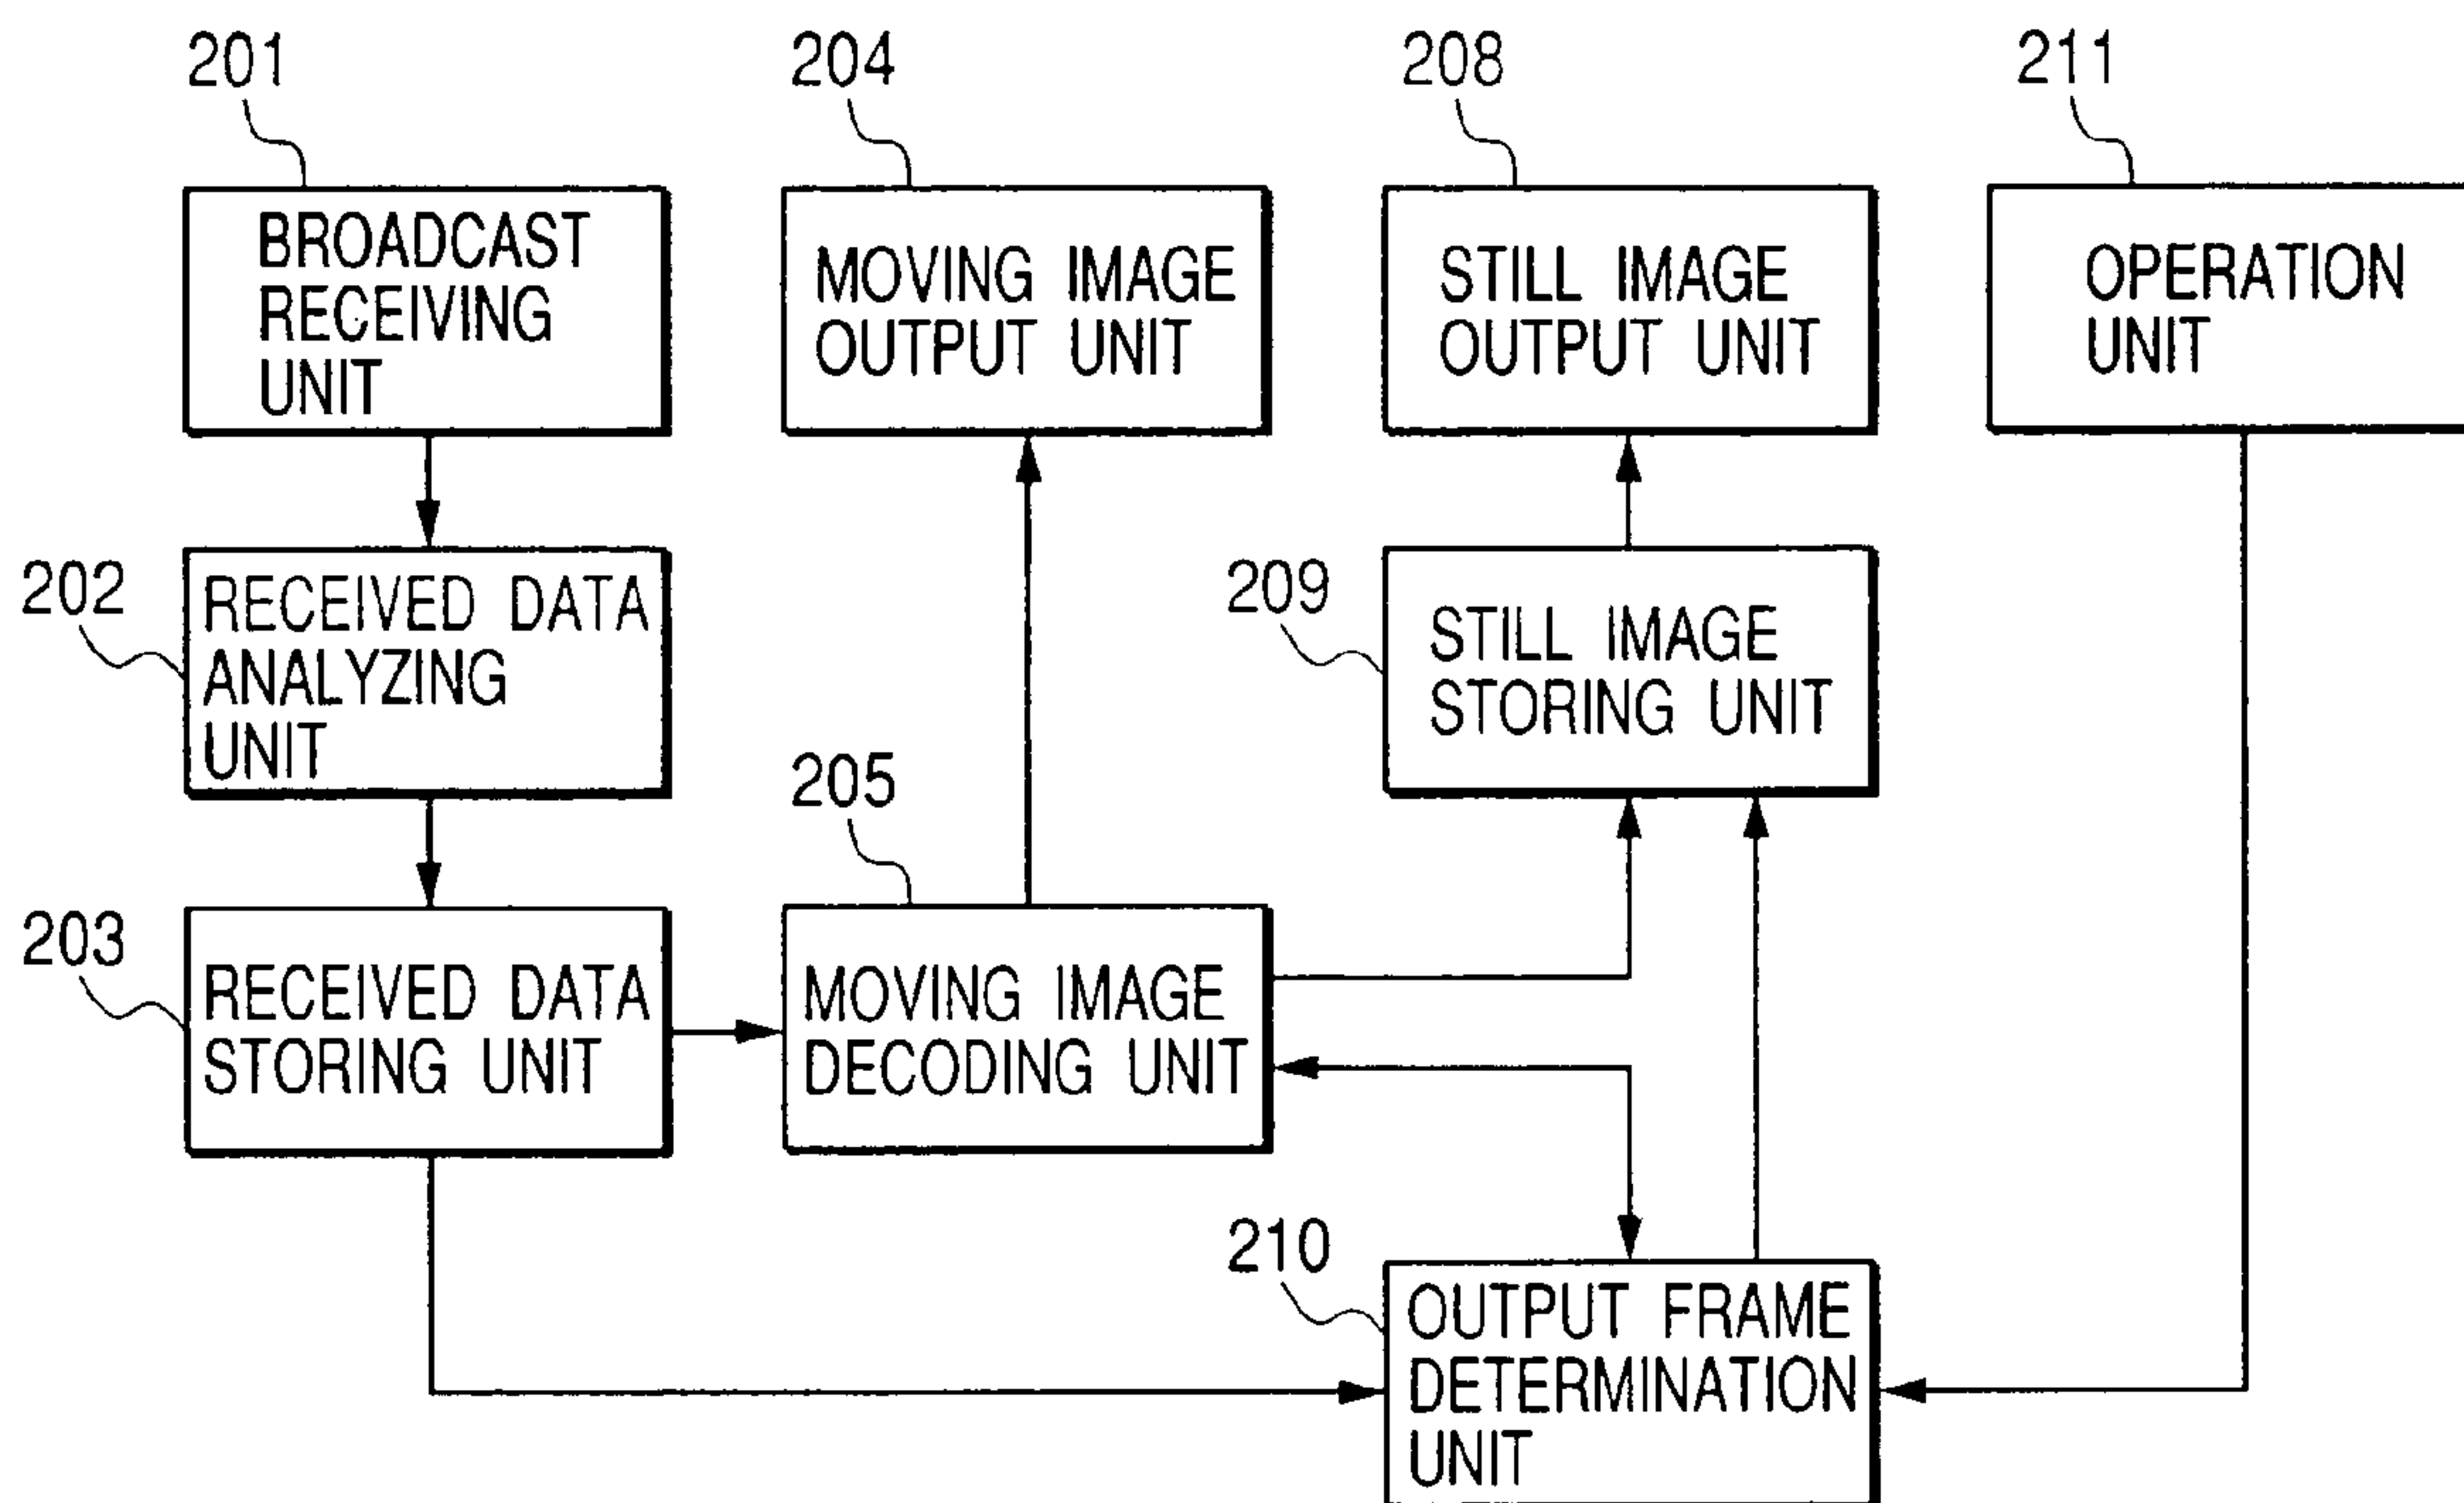 201
204
208
211
BROADCAST
RECEIVING
UNIT
MOVING IMAGE
OUTPUT UNIT
STILL IMAGE
OUTPUT UNIT
OPERATION
UNIT
202
RECEIVED DATA
ANALYZING
UNIT
209
STILL IMAGE
STORING UNIT
205
203
RECEIVED DATA
STORING UNIT
MOVING IMAGE
DECODING UNIT
210
OUTPUT FRAME
DETERMINATION
UNIT